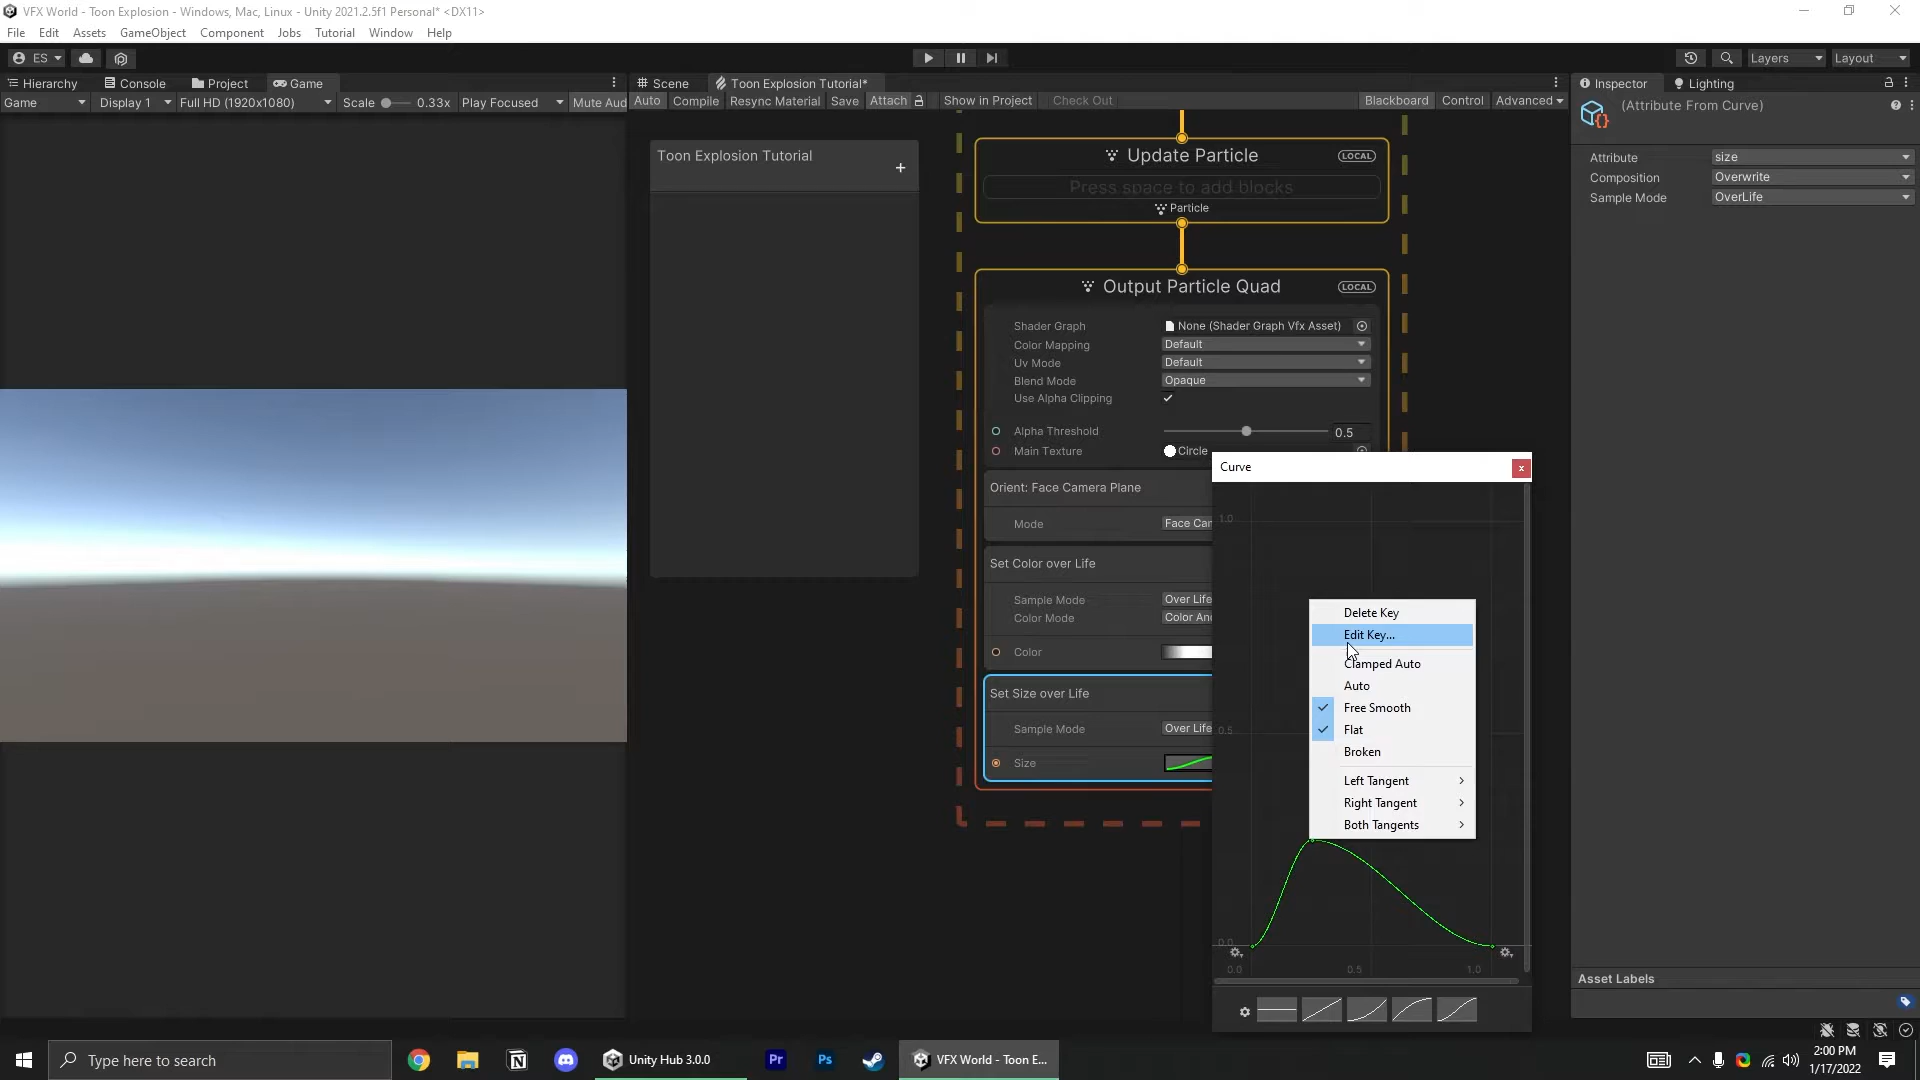 VFX World - Toon Explosion - Windows, Mac, Linux - Unity 2021.2.5f1 Personal* <DX11>
File Edit Assets GameObject Component Jobs Tutorial Window Help
ES Layers Layout
Hierarchy Console Project Game Scene Toon Explosion Tutorial* Inspector Lighting
Game Display 1 Full HD (1920x1080) Scale 0.33x Play Focused Mute Aud Auto Compile Resync Material Save Attach Show in Project Check Out Blackboard Control Advanced
(Attribute From Curve)
Attribute size
Composition Overwrite
Sample Mode OverLife
Toon Explosion Tutorial +
Update Particle LOCAL
Press space to add blocks
Particle
Output Particle Quad LOCAL
Shader Graph None (Shader Graph Vfx Asset)
Color Mapping Default
Uv Mode Default
Blend Mode Opaque
Use Alpha Clipping
Alpha Threshold 0.5
Main Texture Circle
Orient: Face Camera Plane
Mode Face Can
Set Color over Life
Sample Mode Over Life
Color Mode Color An
Color
Set Size over Life
Sample Mode Over Life
Size
Curve x
1.0
0.5
0.0
0.0 0.5 1.0
Delete Key
Edit Key...
Clamped Auto
Auto
Free Smooth
Flat
Broken
Left Tangent
Right Tangent
Both Tangents
Asset Labels
Type here to search
Unity Hub 3.0.0
Pr
Ps
VFX World - Toon E...
2:00 PM
1/17/2022